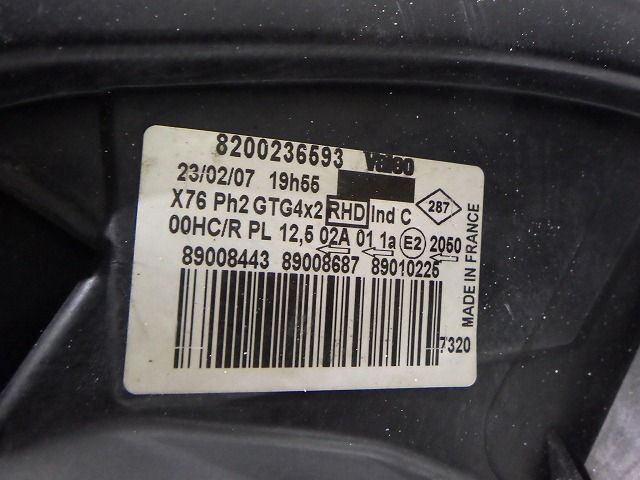 8200236593 Valeo
23/02/07 19h55
X76 Ph2 GTG4x2 RHD Ind C 287
00HC/R PL 12,5 02A 01 1a E2 2050
89008443 89008687 89010225
7320
MADE IN FRANCE